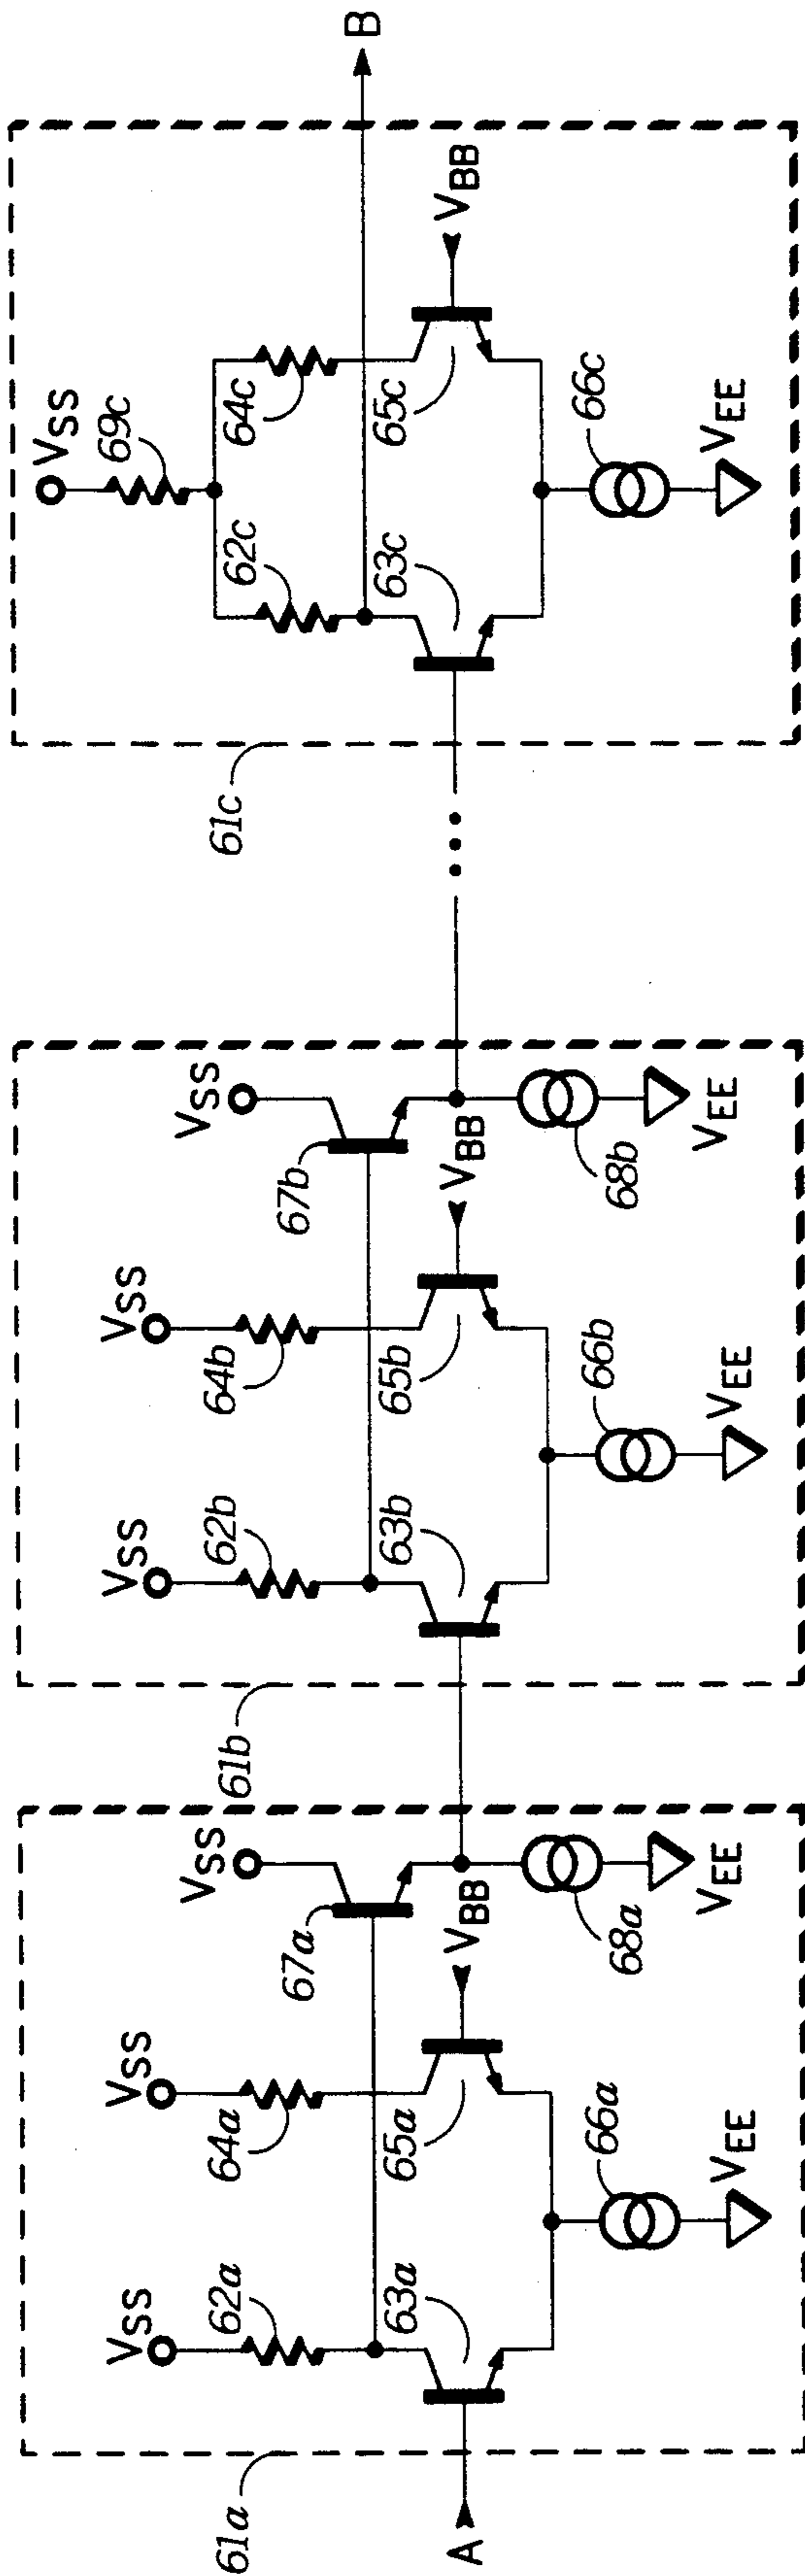 61a
A
V_SS
62a
63a
V_SS
64a
65a
66a
V_EE
V_SS
67a
V_BB
68a
V_EE
61b
V_SS
62b
63b
V_SS
64b
65b
66b
V_EE
V_SS
67b
V_BB
68b
V_EE
...
61c
V_SS
69c
62c
64c
63c
65c
V_BB
66c
V_EE
B